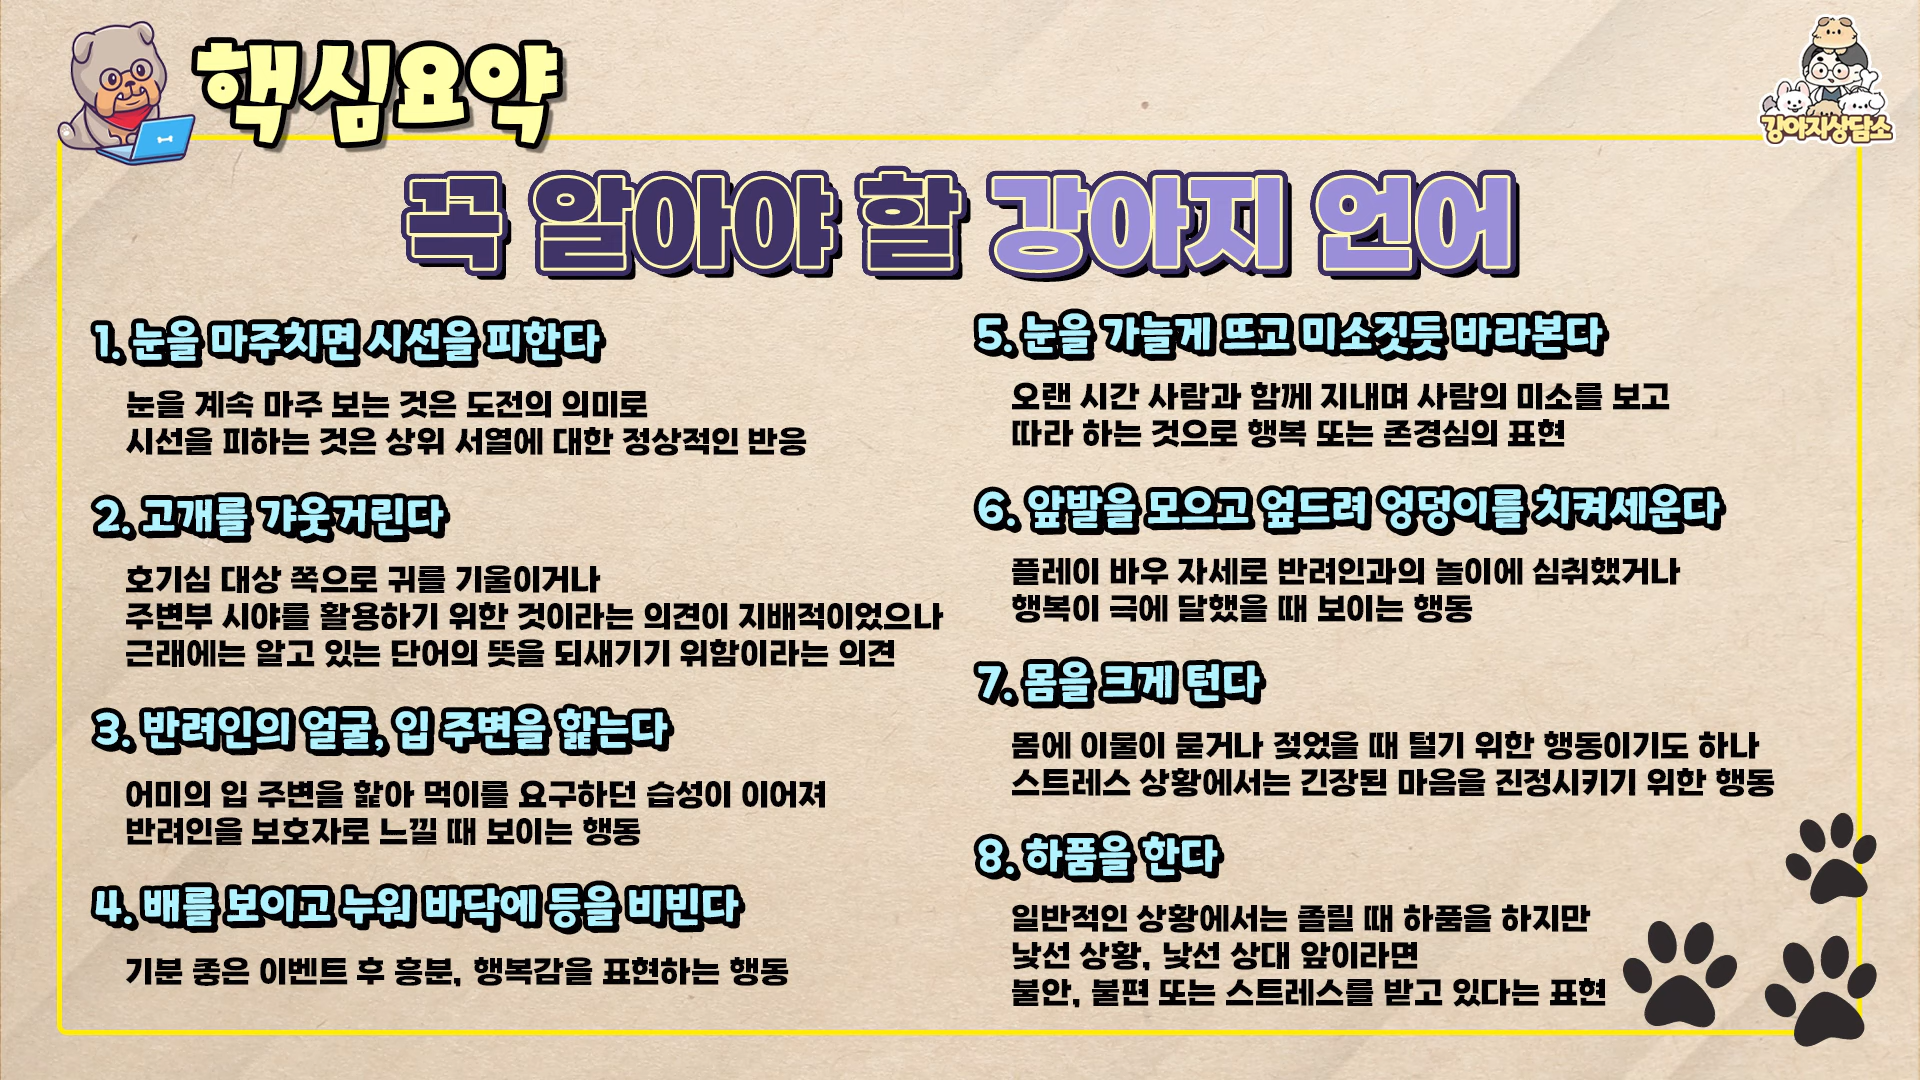 핵심요약
강아지상담소
꼭 알아야 할 강아지 언어
1. 눈을 마주치면 시선을 피한다
눈을 계속 마주 보는 것은 도전의 의미로
시선을 피하는 것은 상위 서열에 대한 정상적인 반응
2. 고개를 갸웃거린다
호기심 대상 쪽으로 귀를 기울이거나
주변부 시야를 활용하기 위한 것이라는 의견이 지배적이었으나
근래에는 알고 있는 단어의 뜻을 되새기기 위함이라는 의견
3. 반려인의 얼굴, 입 주변을 핥는다
어미의 입 주변을 핥아 먹이를 요구하던 습성이 이어져
반려인을 보호자로 느낄 때 보이는 행동
4. 배를 보이고 누워 바닥에 등을 비빈다
기분 좋은 이벤트 후 흥분, 행복감을 표현하는 행동
5. 눈을 가늘게 뜨고 미소짓듯 바라본다
오랜 시간 사람과 함께 지내며 사람의 미소를 보고
따라 하는 것으로 행복 또는 존경심의 표현
6. 앞발을 모으고 엎드려 엉덩이를 치켜세운다
플레이 바우 자세로 반려인과의 놀이에 심취했거나
행복이 극에 달했을 때 보이는 행동
7. 몸을 크게 턴다
몸에 이물이 묻거나 젖었을 때 털기 위한 행동이기도 하나
스트레스 상황에서는 긴장된 마음을 진정시키기 위한 행동
8. 하품을 한다
일반적인 상황에서는 졸릴 때 하품을 하지만
낯선 상황, 낯선 상대 앞이라면
불안, 불편 또는 스트레스를 받고 있다는 표현